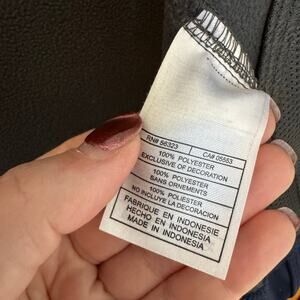 RN# 56323 CA# 05553
100% POLYESTER
EXCLUSIVE OF DECORATION
100% POLYESTER
SANS ORNEMENTS
100% POLIESTER
NO INCLUYE LA DECORACION
FABRIQUE EN INDONESIE
HECHO EN INDONESIA
MADE IN INDONESIA